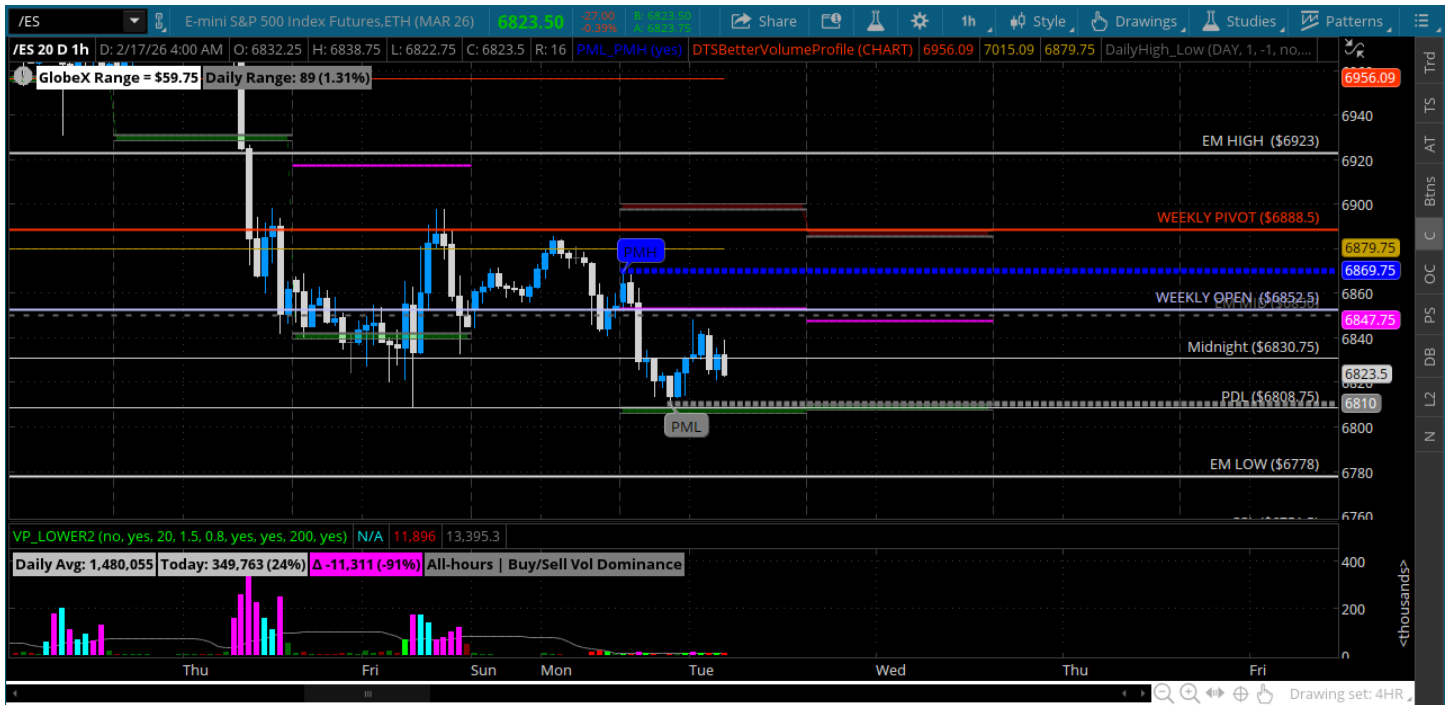 /ES E-mini S&P 500 Index Futures,ETH (MAR 26) 6823.50 -27.00 -0.39% B: 6823.50 A: 6823.75 Share 1h Style Drawings Studies Patterns
/ES 20 D 1h D: 2/17/26 4:00 AM O: 6832.25 H: 6838.75 L: 6822.75 C: 6823.5 R: 16 PML_PMH (yes) DTSBetterVolumeProfile (CHART) 6956.09 7015.09 6879.75 DailyHigh_Low (DAY, 1, -1, no,...
GlobeX Range = $59.75 Daily Range: 89 (1.31%)
6956.09
6940
EM HIGH ($6923)
6920
6900
WEEKLY PIVOT ($6888.5)
PMH
6879.75
6869.75
6860
WEEKLY OPEN ($6852.5)
6847.75
6840
Midnight ($6830.75)
6823.5
6820
PDL ($6808.75)
6810
PML
6800
6780
EM LOW ($6778)
6760
VP_LOWER2 (no, yes, 20, 1.5, 0.8, yes, yes, 200, yes) N/A 11,896 13,395.3
Daily Avg: 1,480,055 Today: 349,763 (24%) Δ -11,311 (-91%) All-hours | Buy/Sell Vol Dominance
400
200
0
<thousands>
Thu Fri Sun Mon Tue Wed Thu Fri
Drawing set: 4HR
Trd
TS
AT
Btns
C
OC
PS
DB
L2
N